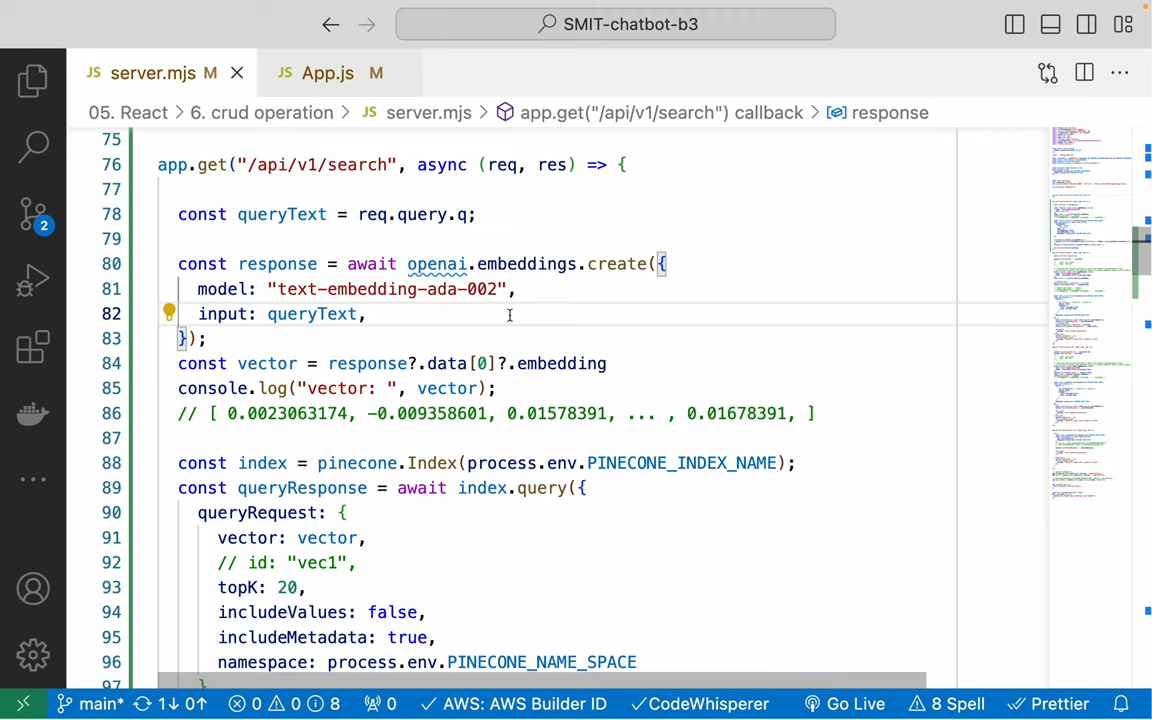 SMIT-chatbot-b3
JS server.mjs M
JS App.js M
05. React > 6. crud operation > JS server.mjs > app.get("/api/v1/search") callback > response
75
76 app.get("/api/v1/search", async (req, res) => {
77
78 const queryText = req.query.q;
79
80 const response = await openai.embeddings.create({
81 model: "text-embedding-ada-002",
82 input: queryText,
83 });
84 const vector = response?.data[0]?.embedding
85 console.log("vector: ", vector);
86 // [ 0.0023063174, -0.009358601, 0.01578391, ... , 0.01678391, ]
87
88 const index = pinecone.Index(process.env.PINECONE_INDEX_NAME);
89 const queryResponse = await index.query({
90 queryRequest: {
91 vector: vector,
92 // id: "vec1",
93 topK: 20,
94 includeValues: false,
95 includeMetadata: true,
96 namespace: process.env.PINECONE_NAME_SPACE
97 }
2
main* 1↓ 0↑ 0 0 8 0 AWS: AWS Builder ID CodeWhisperer Go Live 8 Spell Prettier